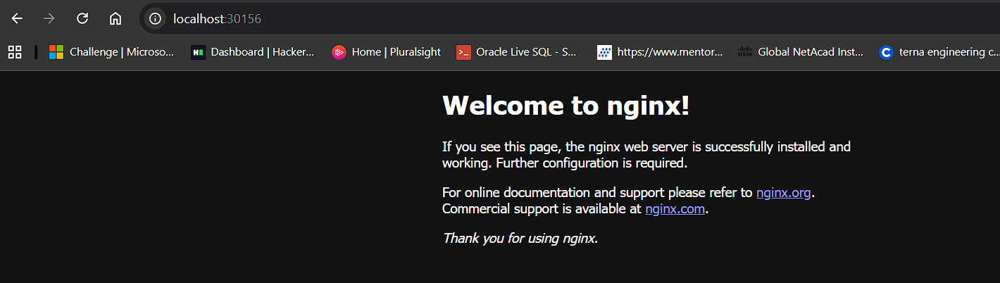 localhost:30156
Challenge | Microso... Dashboard | Hacker... Home | Pluralsight >_ Oracle Live SQL - S... https://www.mentor... cisco Global NetAcad Inst... C terna engineering c...
Welcome to nginx!
If you see this page, the nginx web server is successfully installed and
working. Further configuration is required.
For online documentation and support please refer to nginx.org.
Commercial support is available at nginx.com.
Thank you for using nginx.